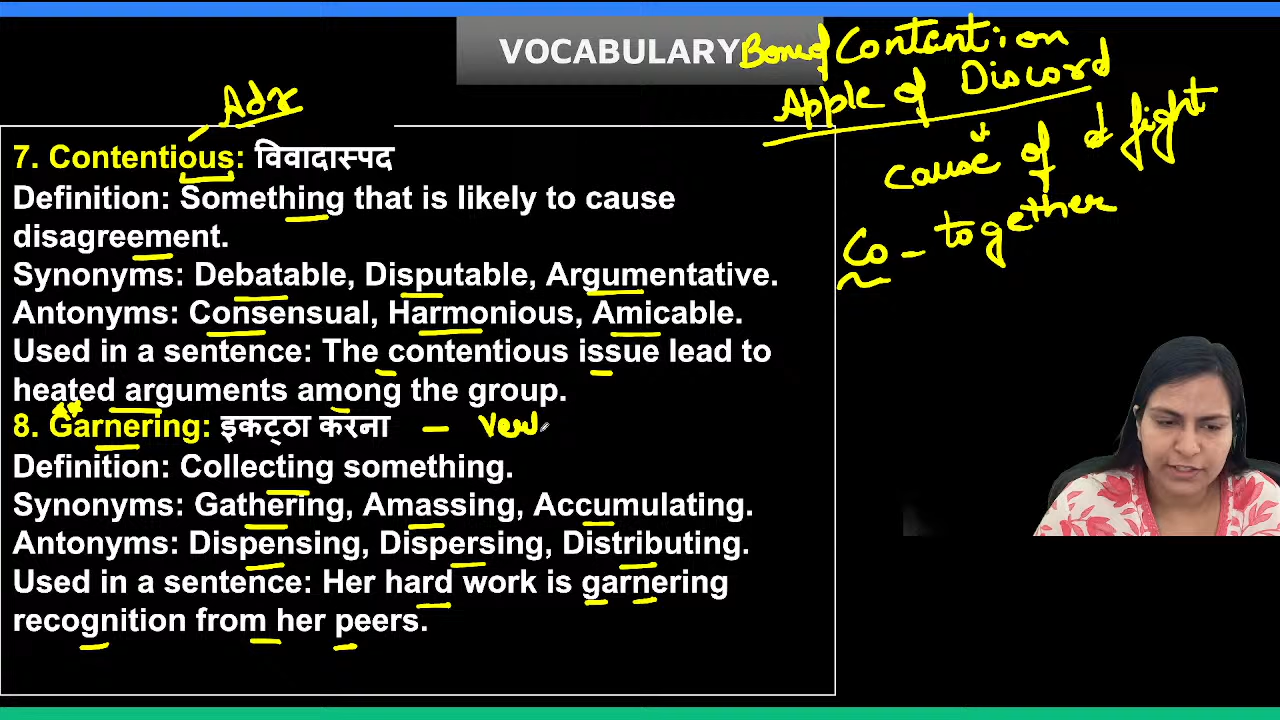 VOCABULARY
Bone of Contantion
Apple of Discord
cause of d fight
Co - together
Adj
7. Contentious: विवादास्पद
Definition: Something that is likely to cause
disagreement.
Synonyms: Debatable, Disputable, Argumentative.
Antonyms: Consensual, Harmonious, Amicable.
Used in a sentence: The contentious issue lead to
heated arguments among the group.
8. Garnering: इकट्ठा करना - Verb
Definition: Collecting something.
Synonyms: Gathering, Amassing, Accumulating.
Antonyms: Dispensing, Dispersing, Distributing.
Used in a sentence: Her hard work is garnering
recognition from her peers.